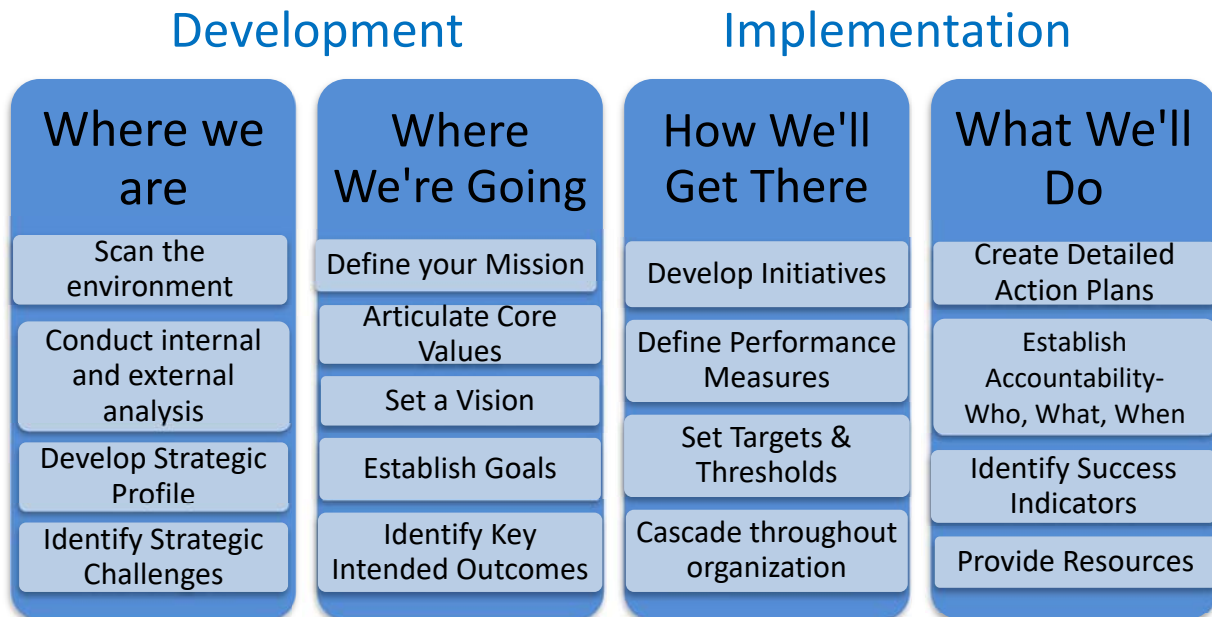 Development
Implementation
Where we
are
Scan the
environment
Conduct internal
and external
analysis
Develop Strategic
Profile
Identify Strategic
Challenges
Where
We're Going
Define your Mission
Articulate Core
Values
Set a Vision
Establish Goals
Identify Key
Intended Outcomes
How We'll
Get There
Develop Initiatives
Define Performance
Measures
Set Targets &
Thresholds
Cascade throughout
organization
What We'll
Do
Create Detailed
Action Plans
Establish
Accountability-
Who, What, When
Identify Success
Indicators
Provide Resources